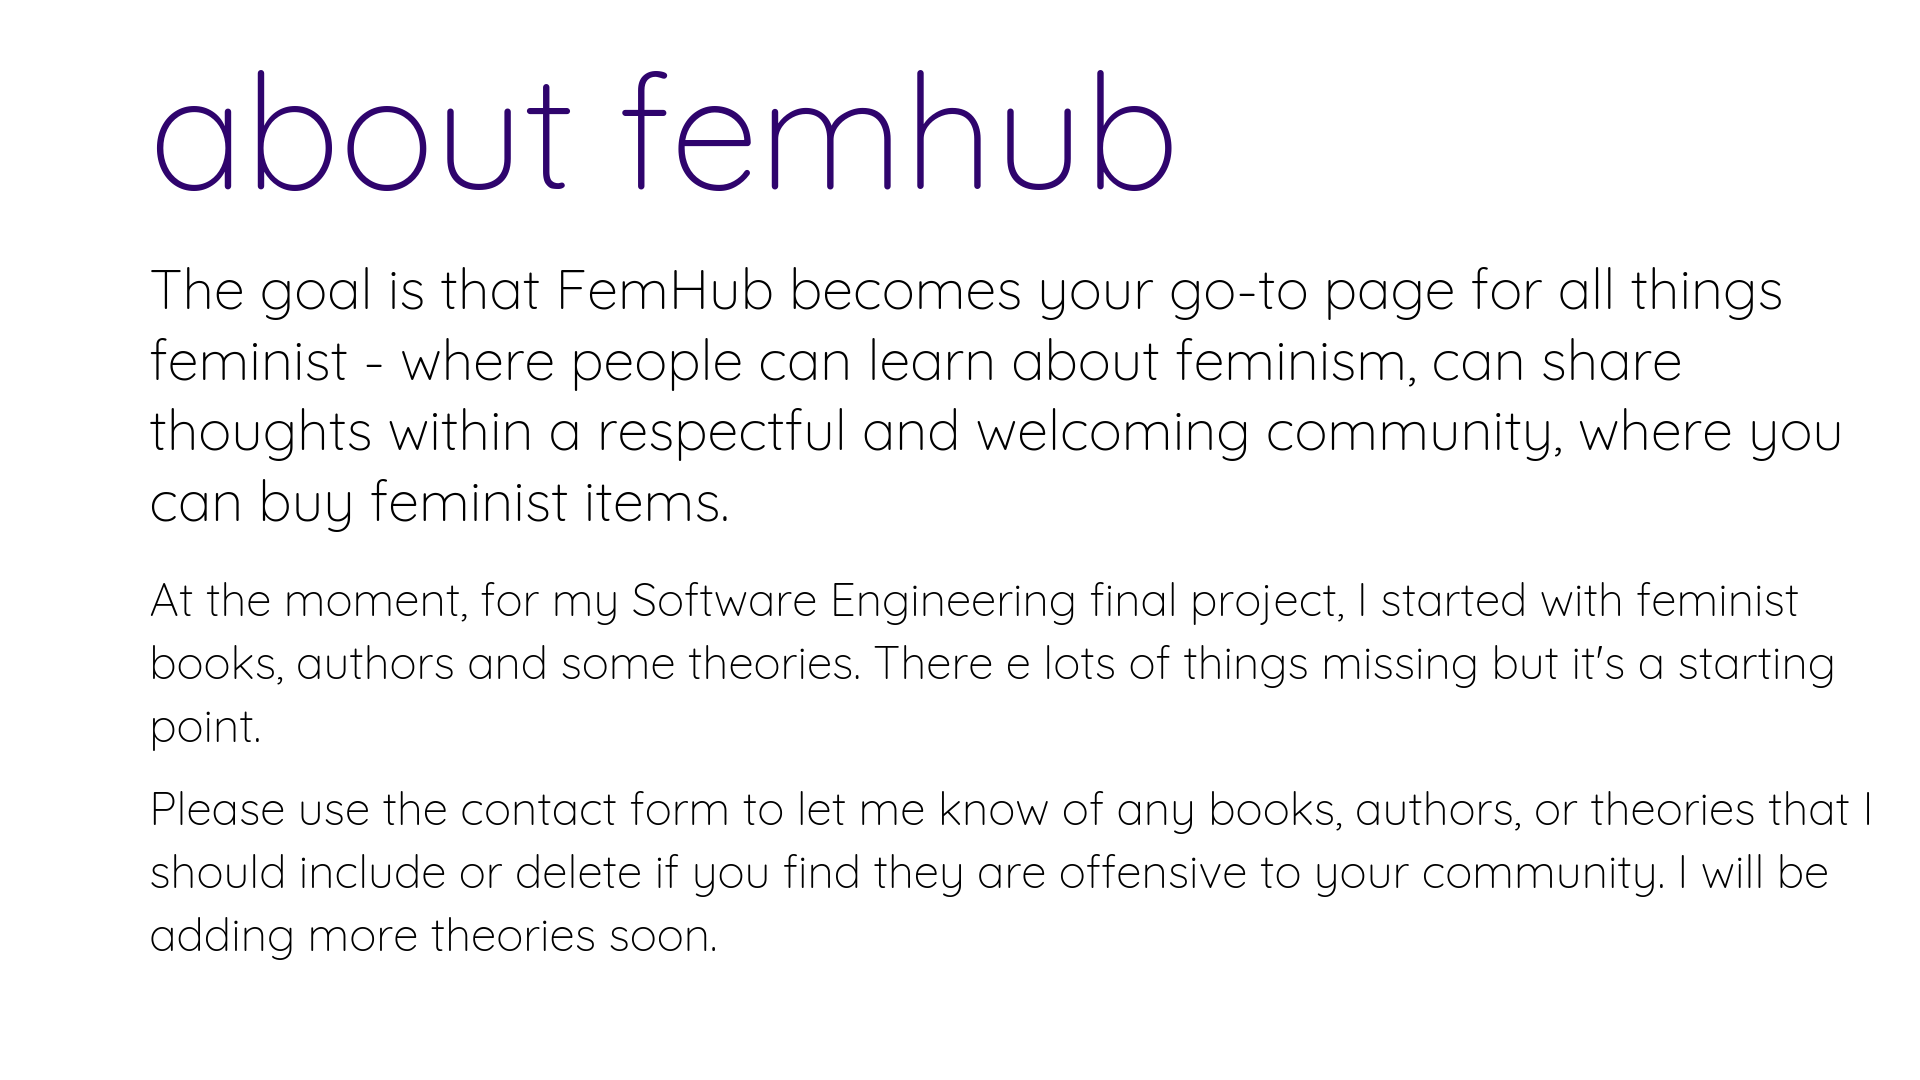 about femhub
The goal is that FemHub becomes your go-to page for all things
feminist - where people can learn about feminism, can share
thoughts within a respectful and welcoming community, where you
can buy feminist items.
At the moment, for my Software Engineering final project, I started with feminist
books, authors and some theories. There e lots of things missing but it's a starting
point.
Please use the contact form to let me know of any books, authors, or theories that I
should include or delete if you find they are offensive to your community. I will be
adding more theories soon.